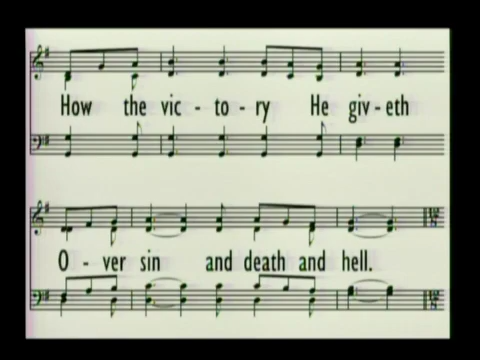 How the vic - to - ry He giv - eth
O - ver sin and death and hell.